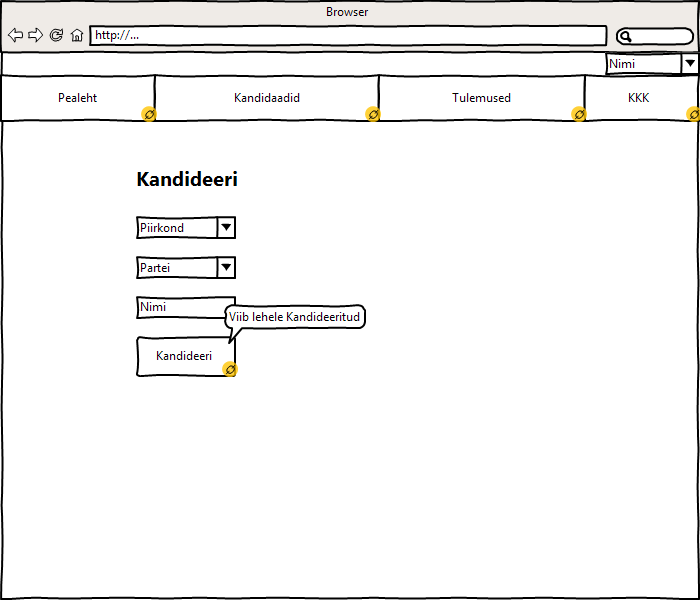 Browser
http://...
Nimi
Pealeht
Kandidaadid
Tulemused
KKK
Kandideeri
Piirkond
Partei
Nimi
Viib lehele Kandideeritud
Kandideeri